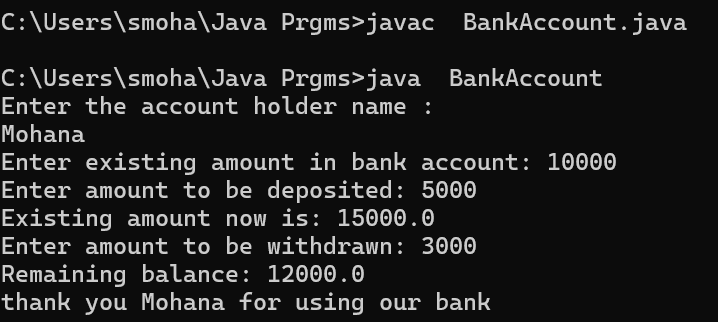 C:\Users\smoha\Java Prgms>javac  BankAccount.java
C:\Users\smoha\Java Prgms>java  BankAccount
Enter the account holder name :
Mohana
Enter existing amount in bank account: 10000
Enter amount to be deposited: 5000
Existing amount now is: 15000.0
Enter amount to be withdrawn: 3000
Remaining balance: 12000.0
thank you Mohana for using our bank